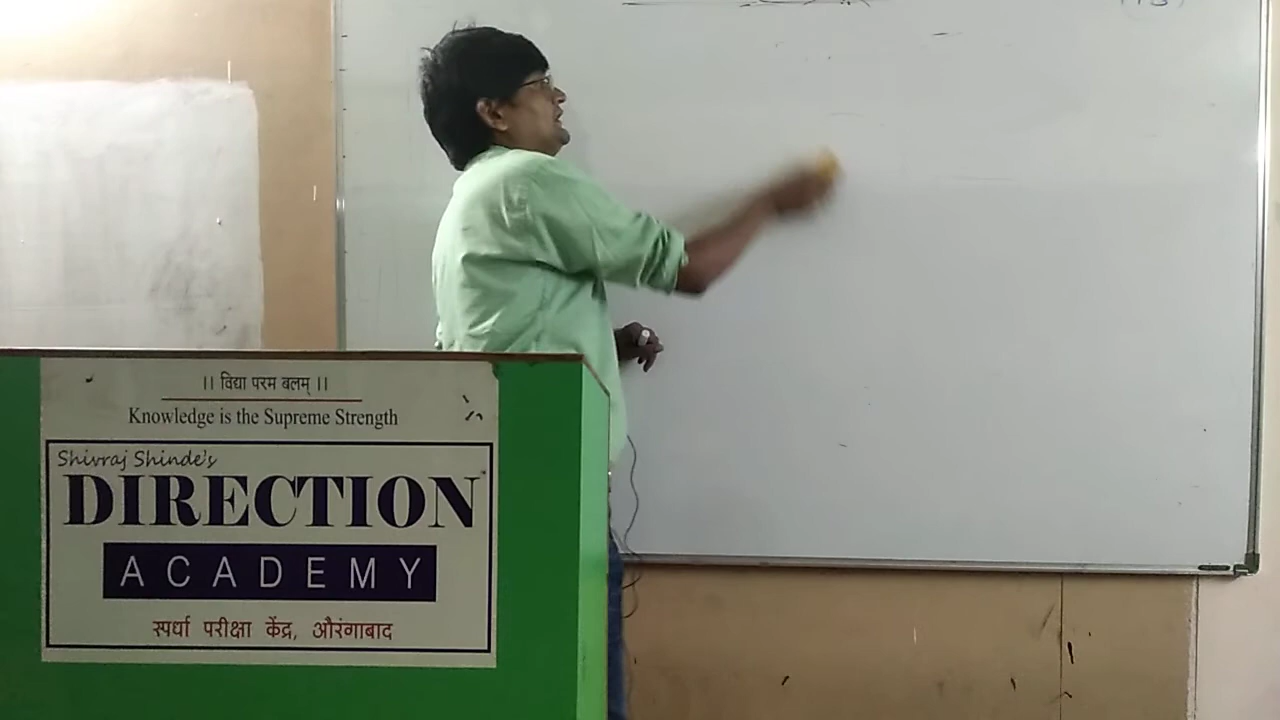 ।। विद्या परम बलम् ।।
Knowledge is the Supreme Strength
Shivraj Shinde's
DIRECTION
ACADEMY
स्पर्धा परीक्षा केंद्र, औरंगाबाद